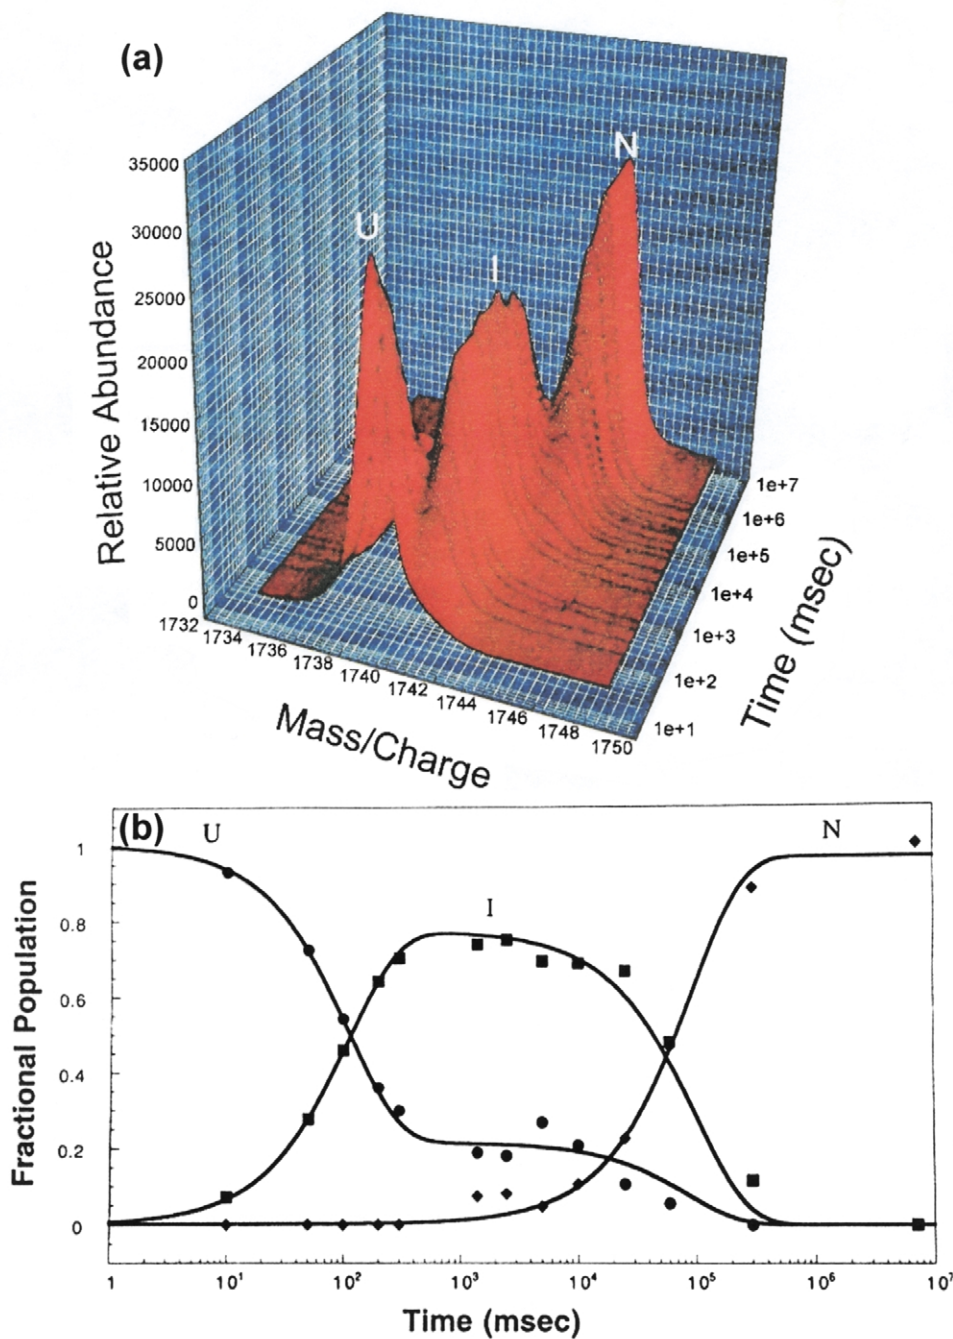 (a)
N
U
I
35000
30000
25000
20000
15000
10000
5000
0
Relative Abundance
1732
1734
1736
1738
1740
1742
1744
1746
1748
1750
Mass/Charge
1e+7
1e+6
1e+5
1e+4
1e+3
1e+2
1e+1
Time (msec)
(b)
U
I
N
1
0.8
0.6
0.4
0.2
0
Fractional Population
1
10¹
10²
10³
10⁴
10⁵
10⁶
10⁷
Time (msec)